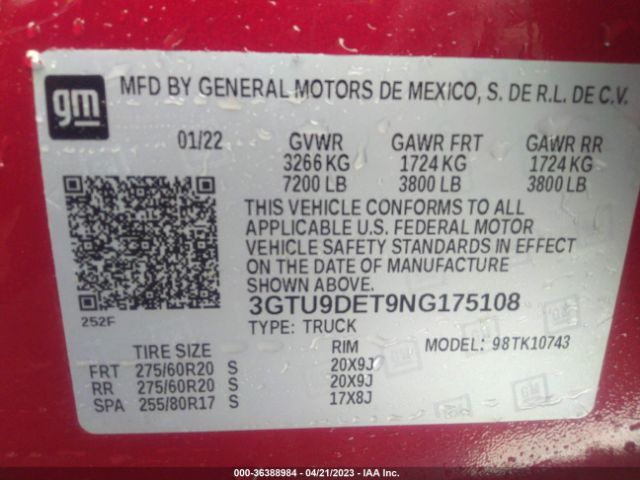 gm
MFD BY GENERAL MOTORS DE MEXICO, S. DE R.L. DE C.V.
01/22 GVWR GAWR FRT GAWR RR
3266 KG 1724 KG 1724 KG
7200 LB 3800 LB 3800 LB
THIS VEHICLE CONFORMS TO ALL
APPLICABLE U.S. FEDERAL MOTOR
VEHICLE SAFETY STANDARDS IN EFFECT
ON THE DATE OF MANUFACTURE
SHOWN ABOVE.
3GTU9DET9NG175108
252F
TYPE: TRUCK
TIRE SIZE RIM MODEL: 98TK10743
FRT 275/60R20 S 20X9J
RR 275/60R20 S 20X9J
SPA 255/80R17 S 17X8J
000-36388984 - 04/21/2023 - IAA Inc.